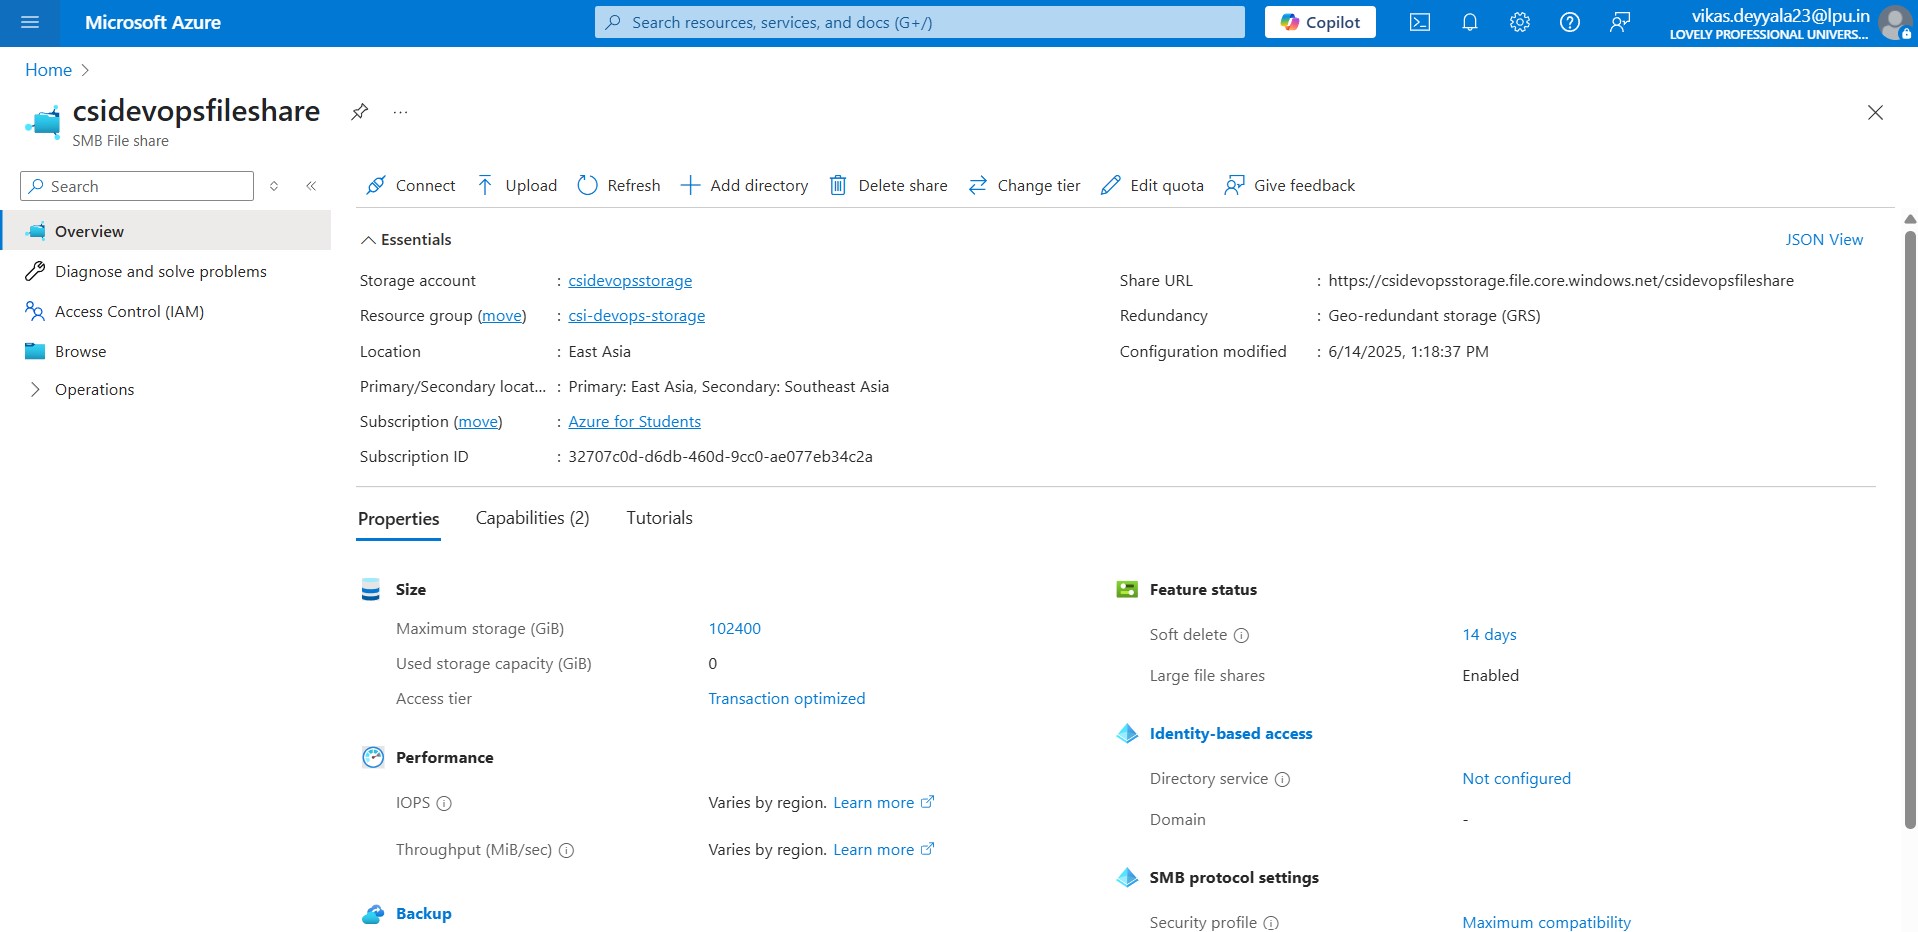 Microsoft Azure
Search resources, services, and docs (G+/)
Copilot
vikas.deyyala23@lpu.in
LOVELY PROFESSIONAL UNIVERS...
Home
csidevopsfileshare
...
SMB File share
Search
Connect
Upload
Refresh
Add directory
Delete share
Change tier
Edit quota
Give feedback
Overview
Diagnose and solve problems
Access Control (IAM)
Browse
Operations
Essentials
JSON View
Storage account : csidevopsstorage
Resource group (move) : csi-devops-storage
Location : East Asia
Primary/Secondary locat... : Primary: East Asia, Secondary: Southeast Asia
Subscription (move) : Azure for Students
Subscription ID : 32707c0d-d6db-460d-9cc0-ae077eb34c2a
Share URL : https://csidevopsstorage.file.core.windows.net/csidevopsfileshare
Redundancy : Geo-redundant storage (GRS)
Configuration modified : 6/14/2025, 1:18:37 PM
Properties
Capabilities (2)
Tutorials
Size
Maximum storage (GiB) 102400
Used storage capacity (GiB) 0
Access tier Transaction optimized
Performance
IOPS Varies by region. Learn more
Throughput (MiB/sec) Varies by region. Learn more
Backup
Feature status
Soft delete 14 days
Large file shares Enabled
Identity-based access
Directory service Not configured
Domain -
SMB protocol settings
Security profile Maximum compatibility